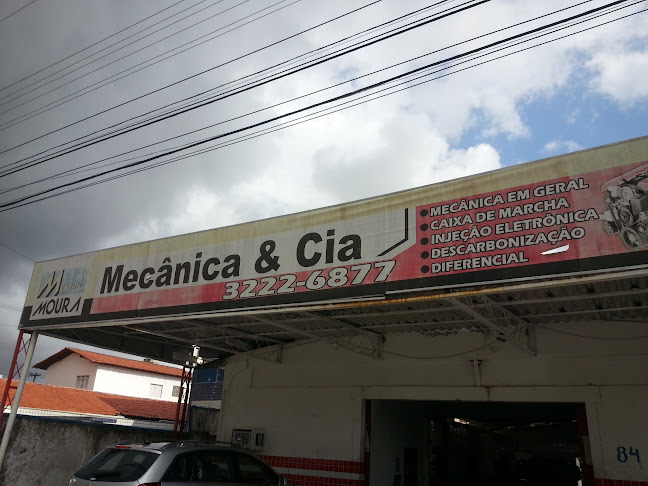 MOURA
Mecânica & Cia
3222-6877
• MECÂNICA EM GERAL
• CAIXA DE MARCHA
• INJEÇÃO ELETRÔNICA
• DESCARBONIZAÇÃO
• DIFERENCIAL
84